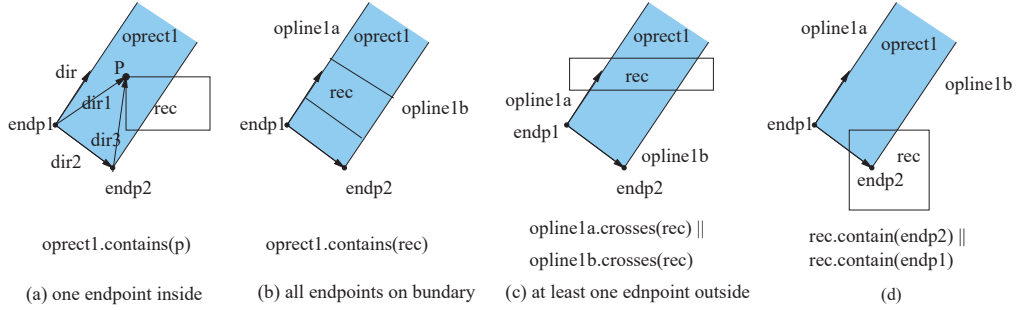 oprect1
P
dir
dir1
rec
endp1
dir3
dir2
endp2
oprect1.contains(p)
(a) one endpoint inside
opline1a
oprect1
rec
opline1b
endp1
endp2
oprect1.contains(rec)
(b) all endpoints on bundary
oprect1
rec
opline1a
endp1
opline1b
endp2
opline1a.crosses(rec) ||
opline1b.crosses(rec)
(c) at least one ednpoint outside
opline1a
oprect1
opline1b
endp1
rec
endp2
rec.contain(endp2) ||
rec.contain(endp1)
(d)